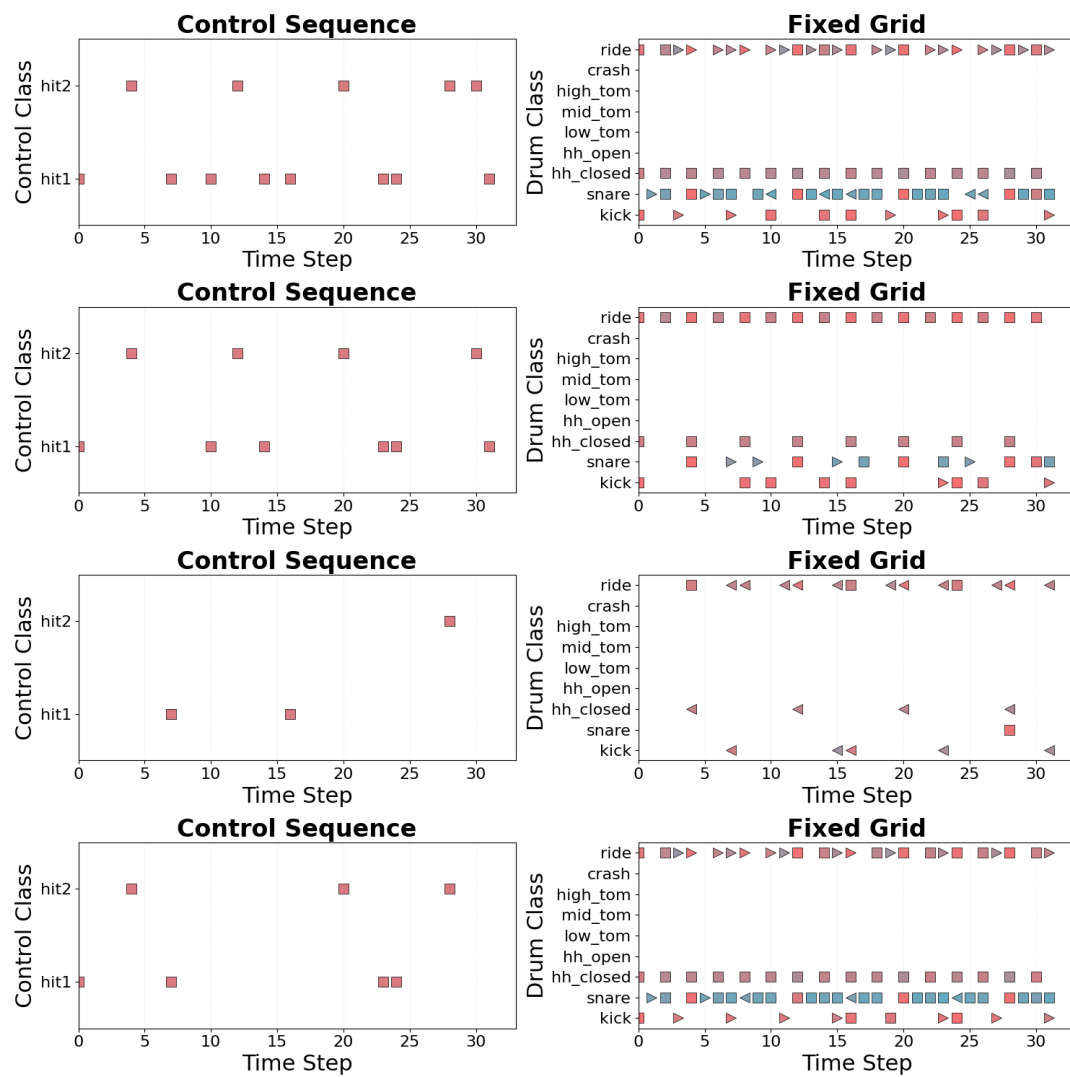 Control Sequence
Fixed Grid
Control Class
hit2
hit1
0 5 10 15 20 25 30
Time Step
Drum Class
ride
crash
high_tom
mid_tom
low_tom
hh_open
hh_closed
snare
kick
0 5 10 15 20 25 30
Time Step
Control Sequence
Fixed Grid
Control Class
hit2
hit1
0 5 10 15 20 25 30
Time Step
Drum Class
ride
crash
high_tom
mid_tom
low_tom
hh_open
hh_closed
snare
kick
0 5 10 15 20 25 30
Time Step
Control Sequence
Fixed Grid
Control Class
hit2
hit1
0 5 10 15 20 25 30
Time Step
Drum Class
ride
crash
high_tom
mid_tom
low_tom
hh_open
hh_closed
snare
kick
0 5 10 15 20 25 30
Time Step
Control Sequence
Fixed Grid
Control Class
hit2
hit1
0 5 10 15 20 25 30
Time Step
Drum Class
ride
crash
high_tom
mid_tom
low_tom
hh_open
hh_closed
snare
kick
0 5 10 15 20 25 30
Time Step